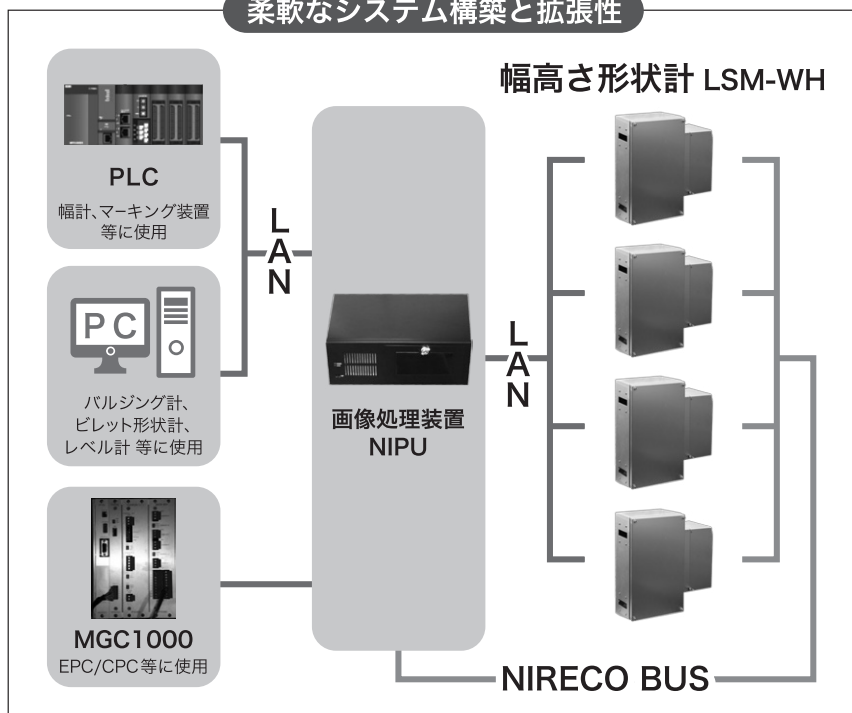 柔軟なシステム構築と拡張性
幅高さ形状計 LSM-WH
PLC
幅計、マーキング装置
等に使用
LAN
PC
バルジング計、
ビレット形状計、
レベル計 等に使用
画像処理装置
NIPU
LAN
MGC1000
EPC/CPC等に使用
NIRECO BUS